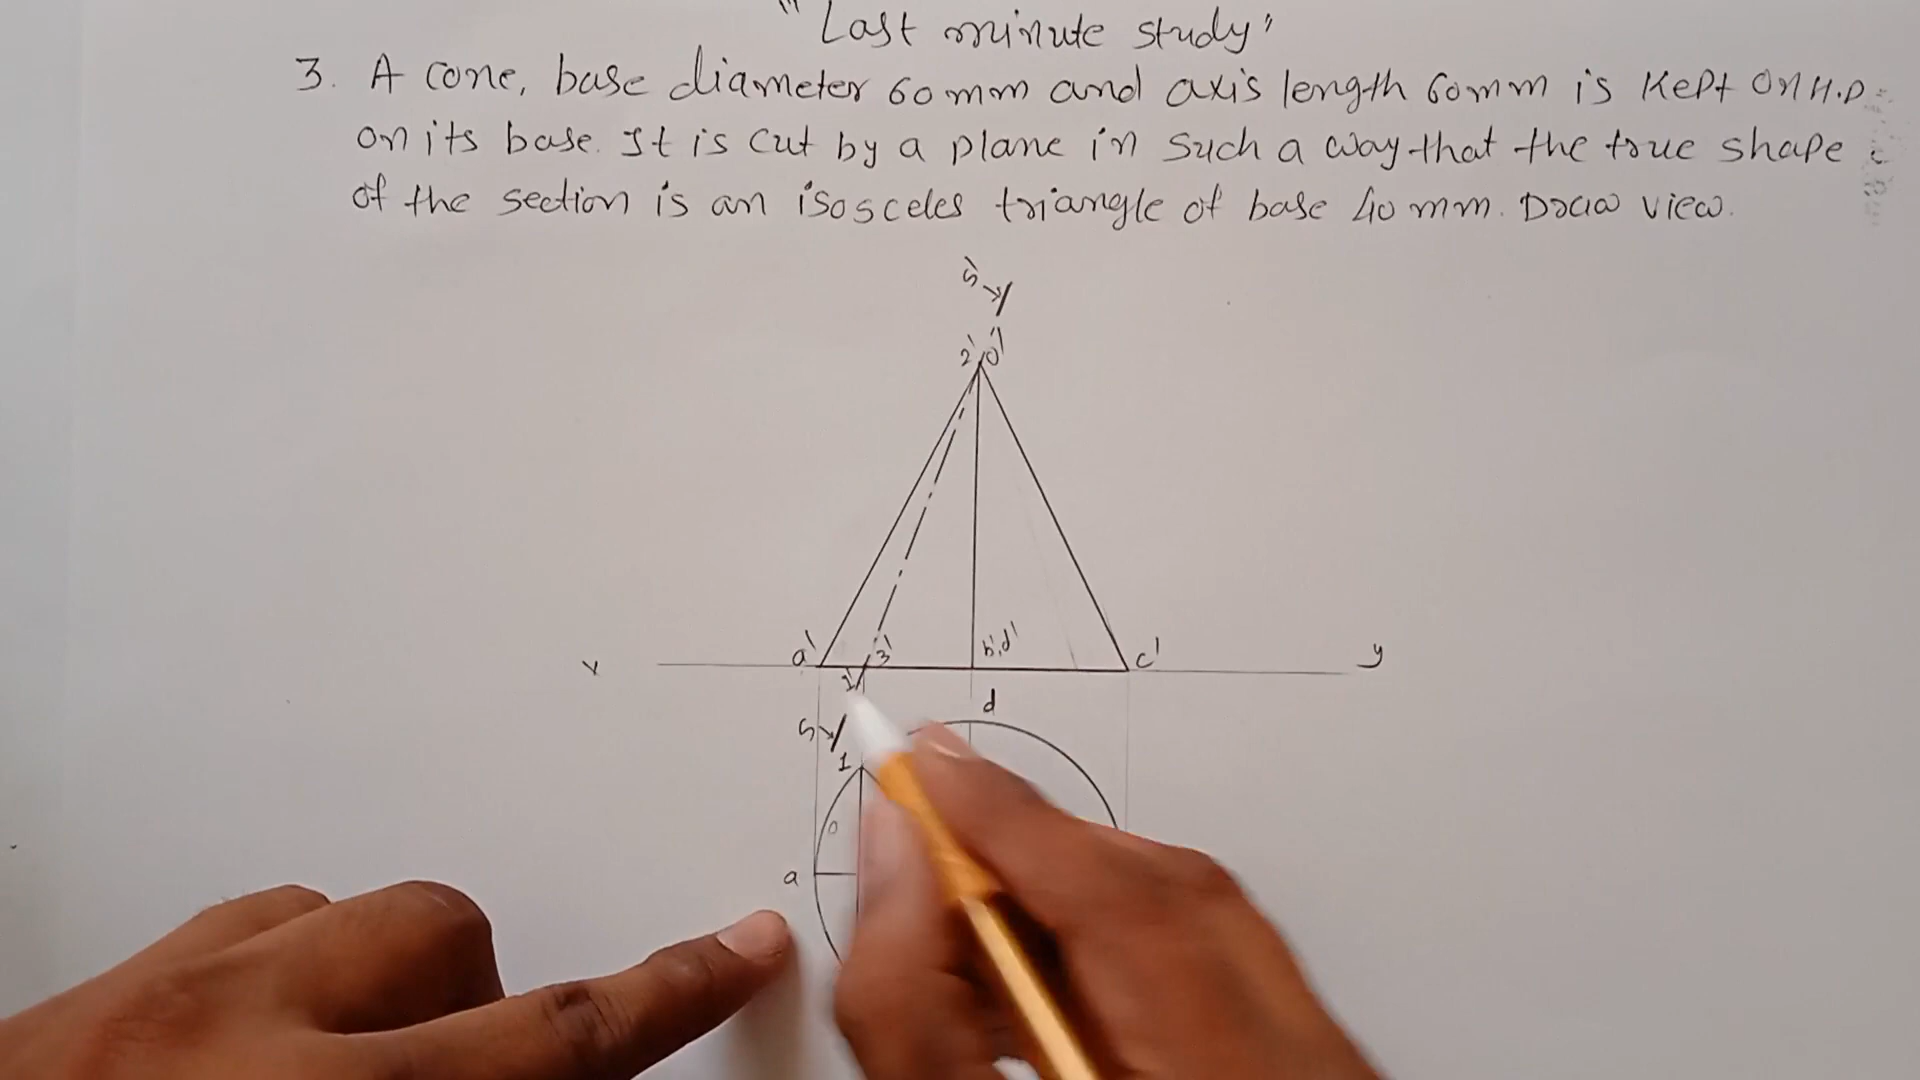 "Last minute study"
3. A cone, base diameter 60mm and axis length 60mm is kept on H.P
on its base. It is cut by a plane in such a way that the true shape
of the section is an isosceles triangle of base 40 mm. Draw view.
S
2' O'
a' 3' b',d' c'
x y
1' d
S
1
a